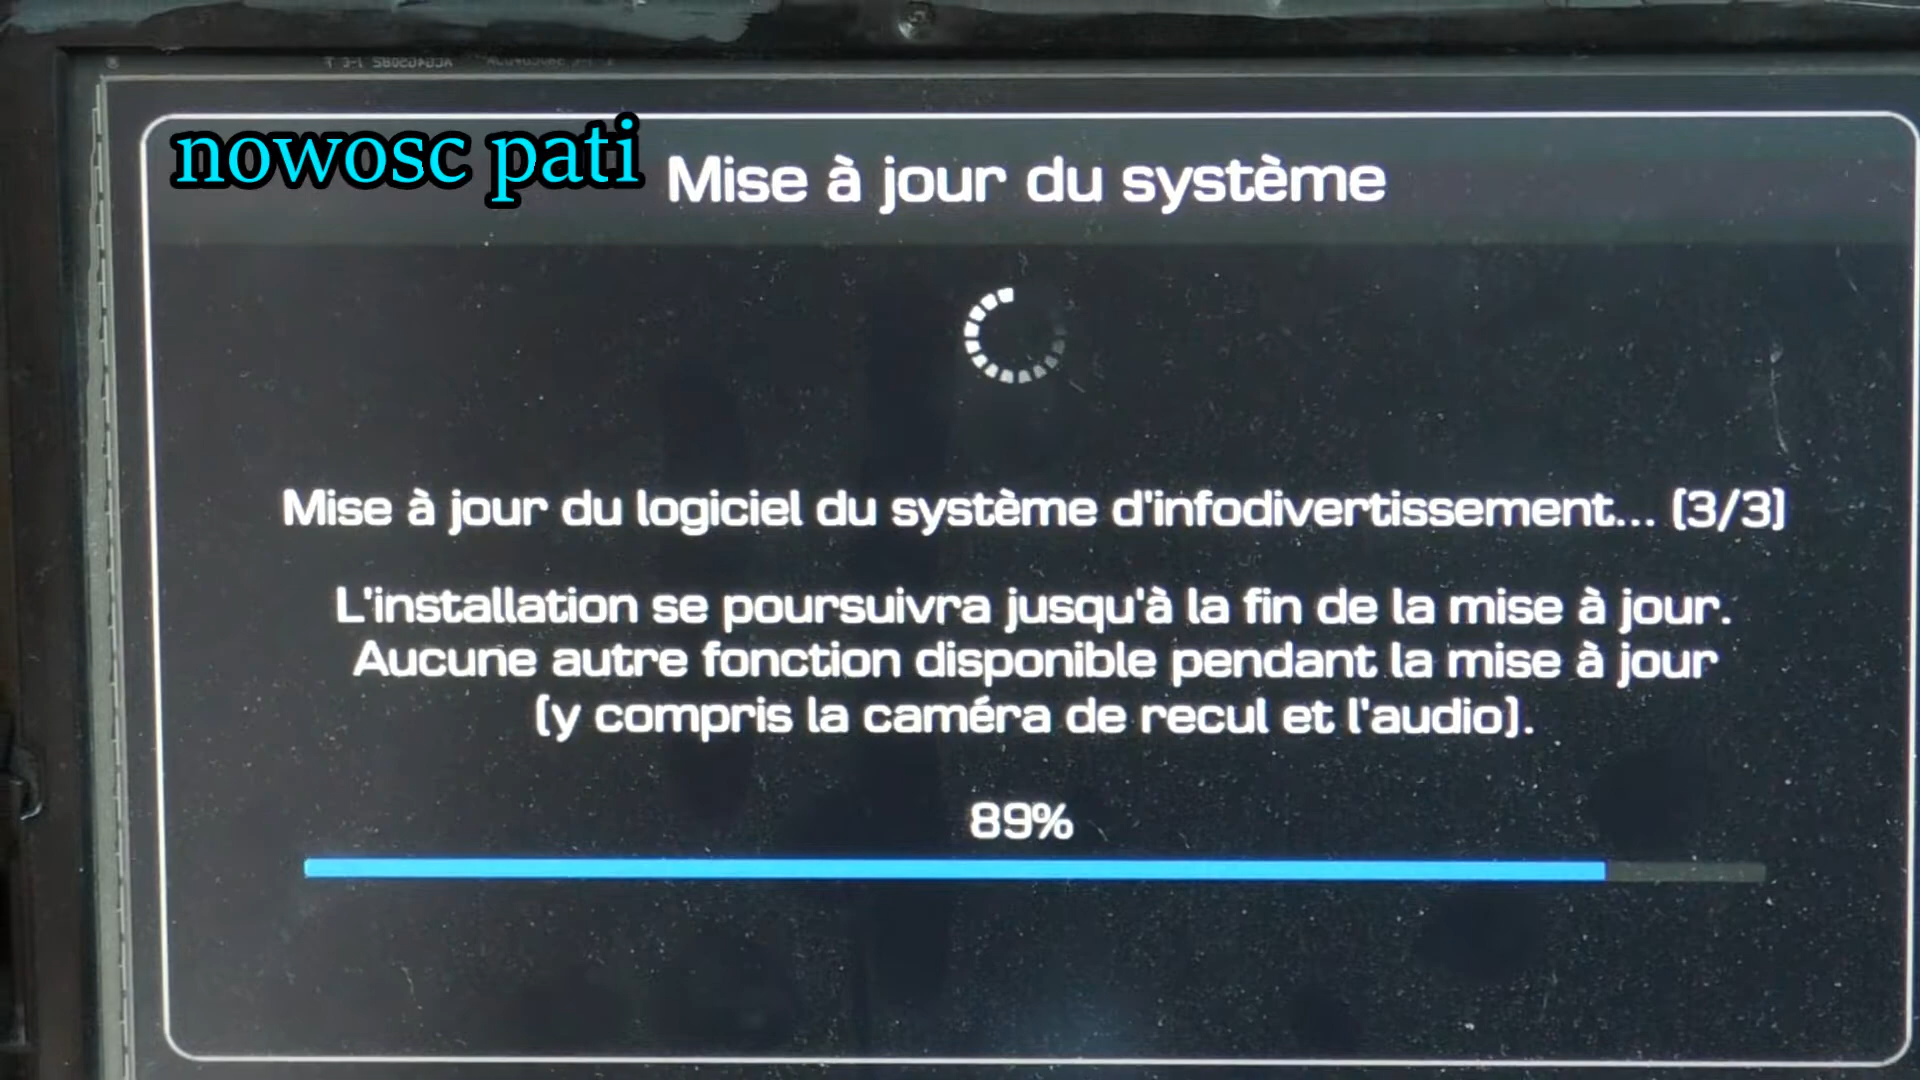 nowosc pati
Mise à jour du système
Mise à jour du logiciel du système d'infodivertissement... (3/3)
L'installation se poursuivra jusqu'à la fin de la mise à jour.
Aucune autre fonction disponible pendant la mise à jour
(y compris la caméra de recul et l'audio).
89%